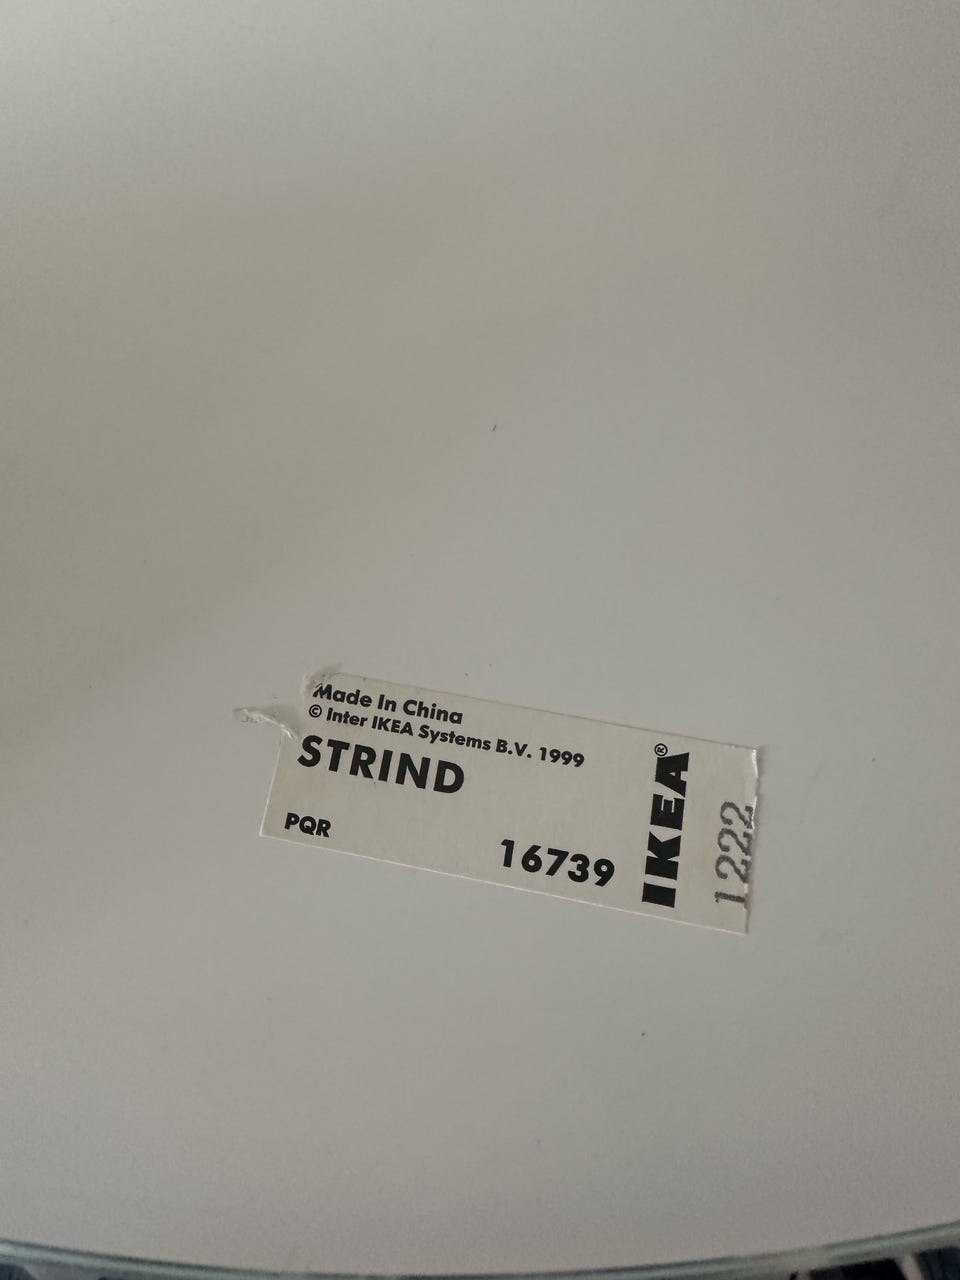 Made In China
© Inter IKEA Systems B.V. 1999
STRIND
PQR
16739
IKEA®
1222